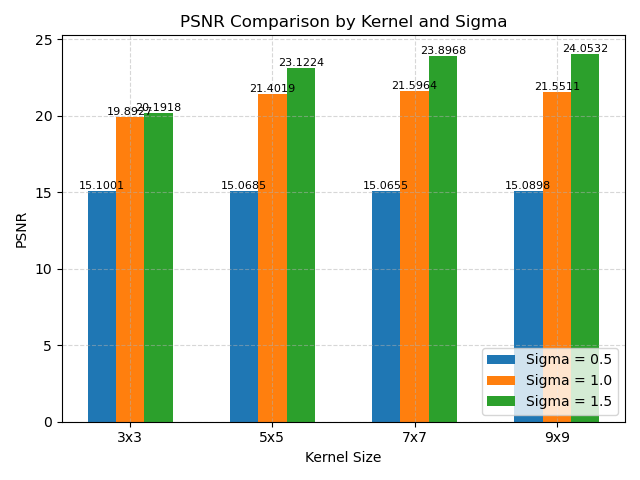 PSNR Comparison by Kernel and Sigma
25
20
15
10
5
0
PSNR
15.1001
19.8927
20.1918
15.0685
21.4019
23.1224
15.0655
21.5964
23.8968
15.0898
21.5511
24.0532
Sigma = 0.5
Sigma = 1.0
Sigma = 1.5
3x3
5x5
7x7
9x9
Kernel Size